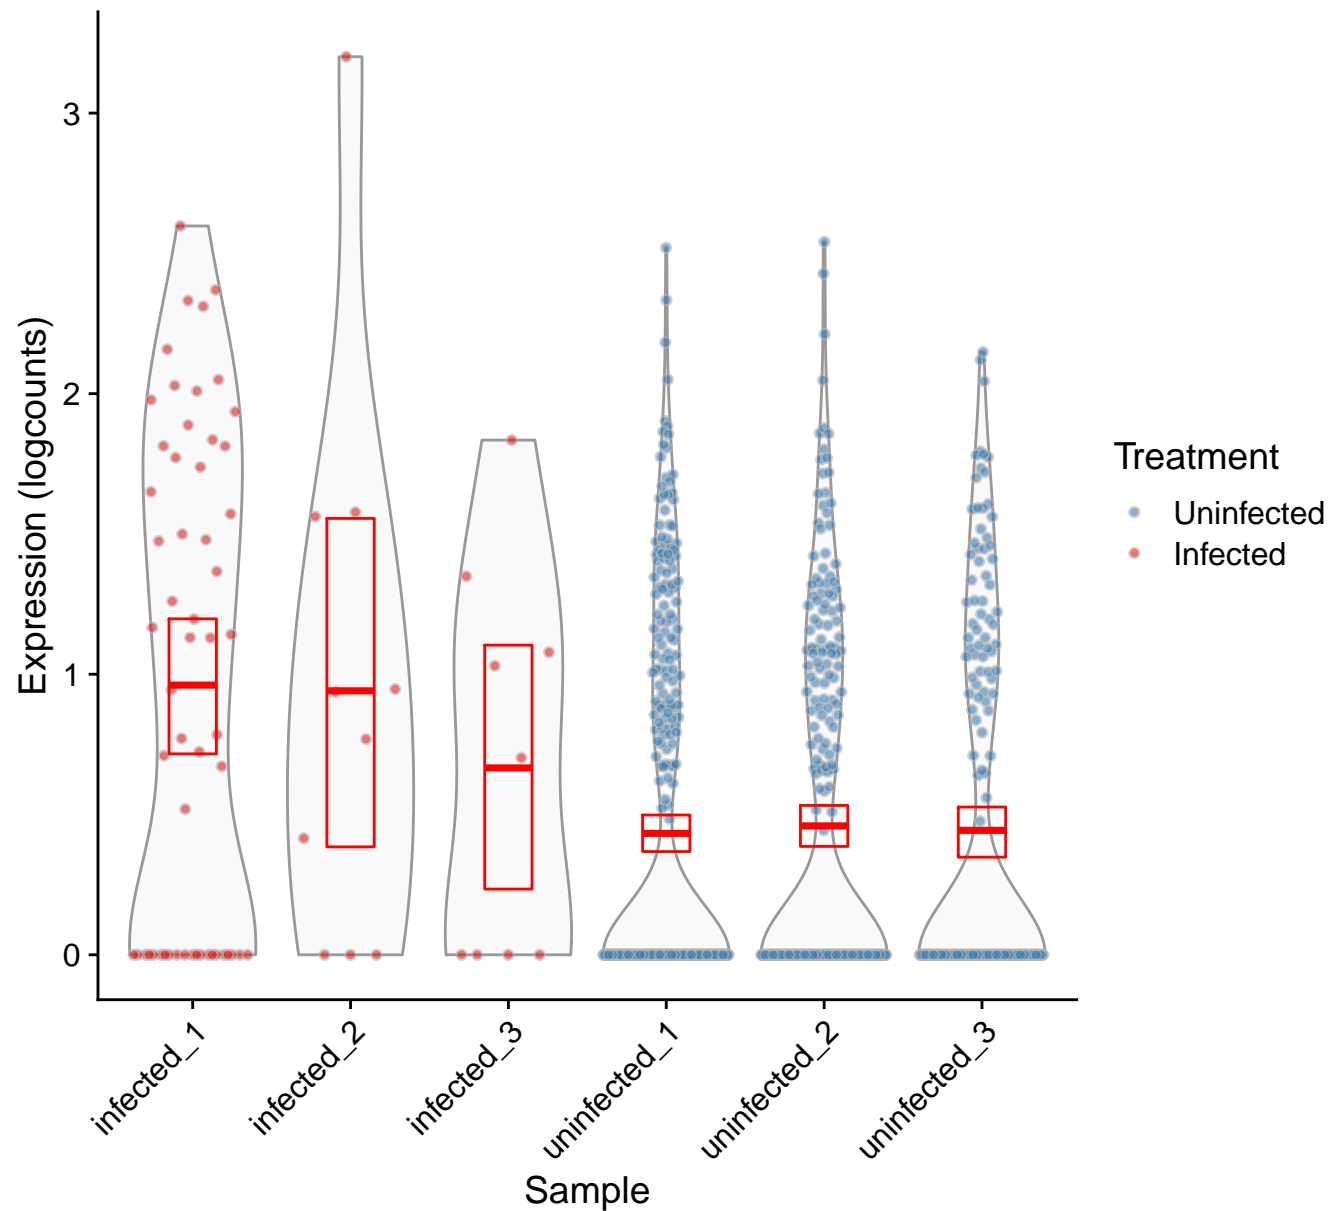 3
2
1
0
Expression (logcounts)
infected_1
infected_2
infected_3
uninfected_1
uninfected_2
uninfected_3
Sample
Treatment
Uninfected
Infected